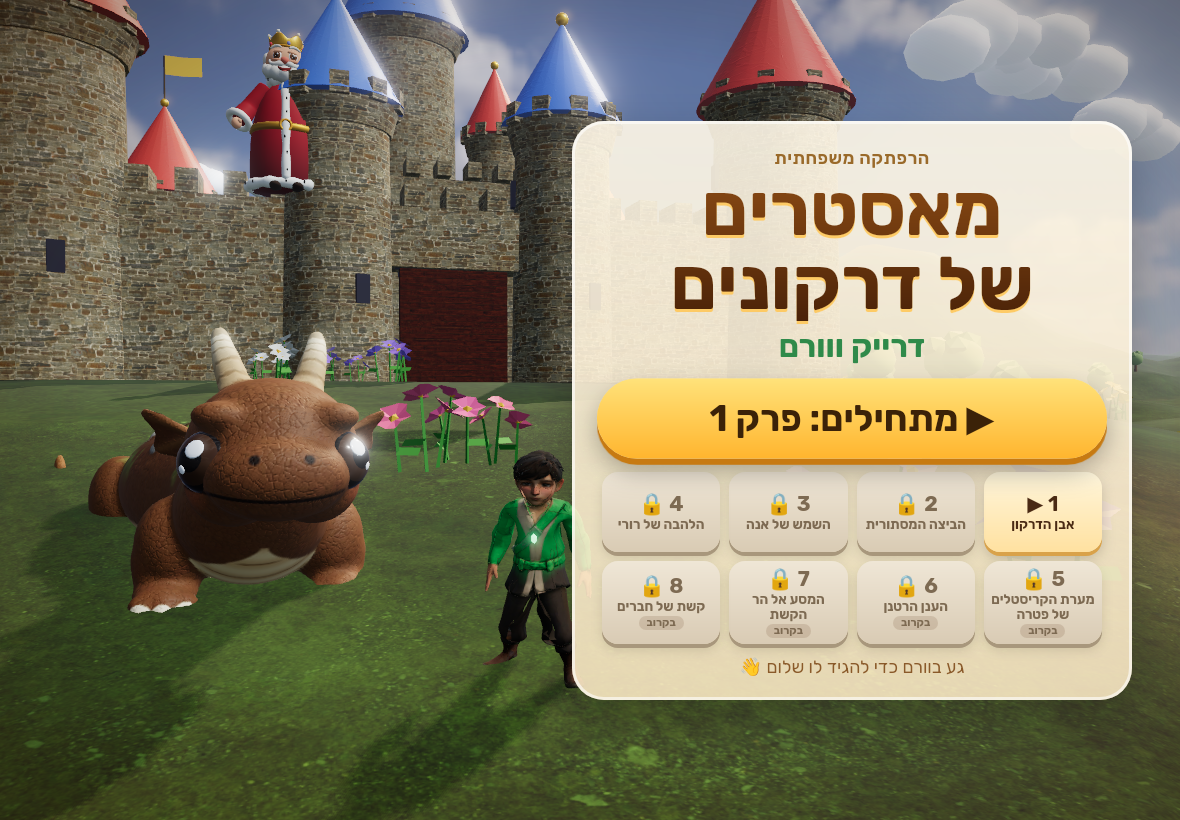 הרפתקה משפחתית
מאסטרים
של דרקונים
דרייק וווורם
▶ מתחילים: פרק 1
1 ▶
אבן הדרקון
2 🔒
הביצה המסתורית
3 🔒
השמש של אנה
4 🔒
הלהבה של רורי
5 🔒
מערת הקריסטלים
של פטרה
בקרוב
6 🔒
הענן הרטגן
בקרוב
7 🔒
המסע אל הר
הקשת
בקרוב
8 🔒
קשת של חברים
בקרוב
גע בוורם כדי להגיד לו שלום 👋